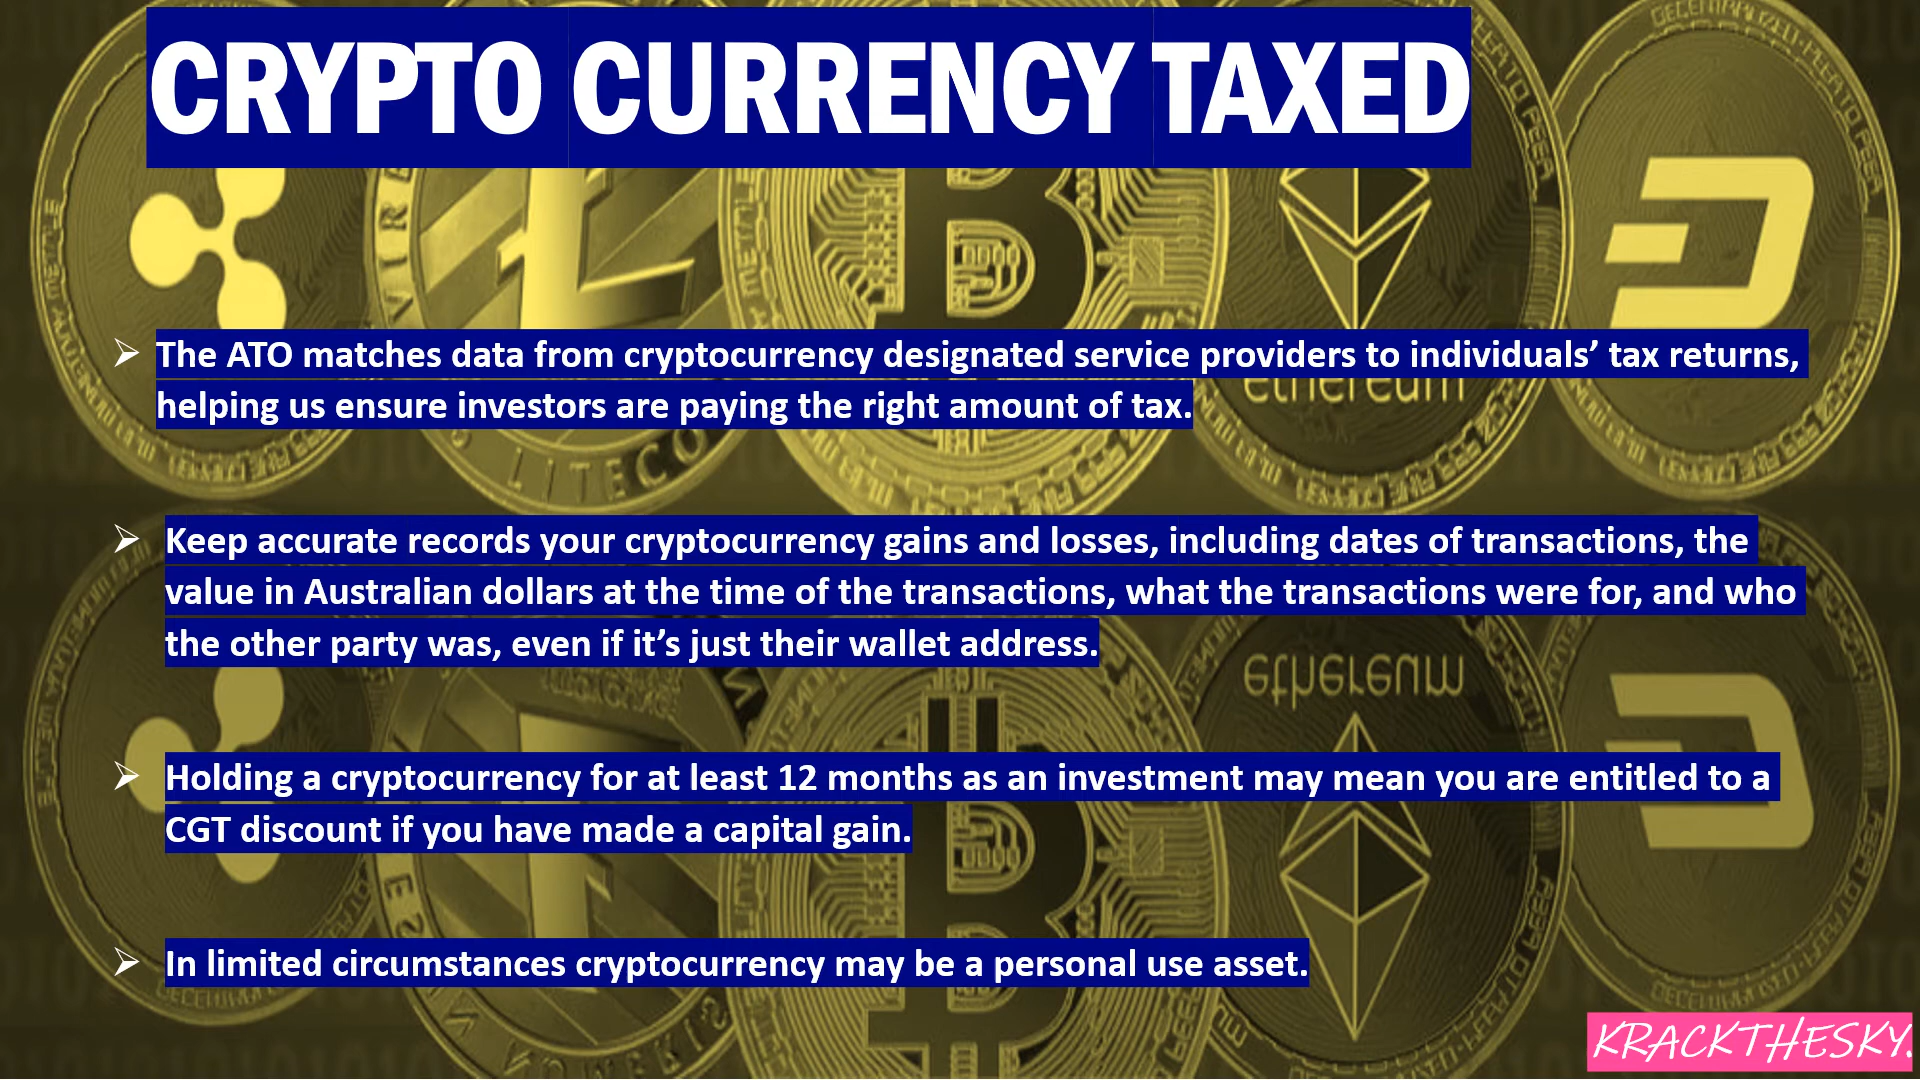 CRYPTO CURRENCY TAXED
The ATO matches data from cryptocurrency designated service providers to individuals’ tax returns,
helping us ensure investors are paying the right amount of tax.
ethereum
LITECO
Keep accurate records your cryptocurrency gains and losses, including dates of transactions, the
value in Australian dollars at the time of the transactions, what the transactions were for, and who
the other party was, even if it’s just their wallet address.
ethereum
Holding a cryptocurrency for at least 12 months as an investment may mean you are entitled to a
CGT discount if you have made a capital gain.
In limited circumstances cryptocurrency may be a personal use asset.
KRACKTHESKY.